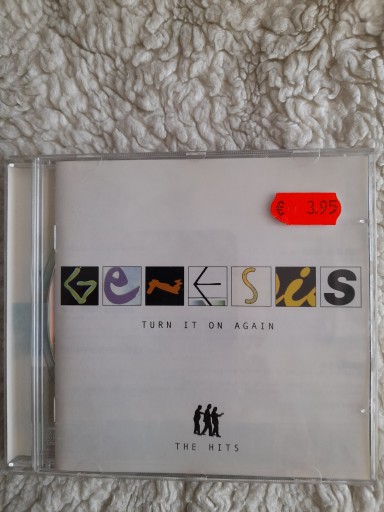 € 3.95
GENESIS
TURN IT ON AGAIN
THE HITS